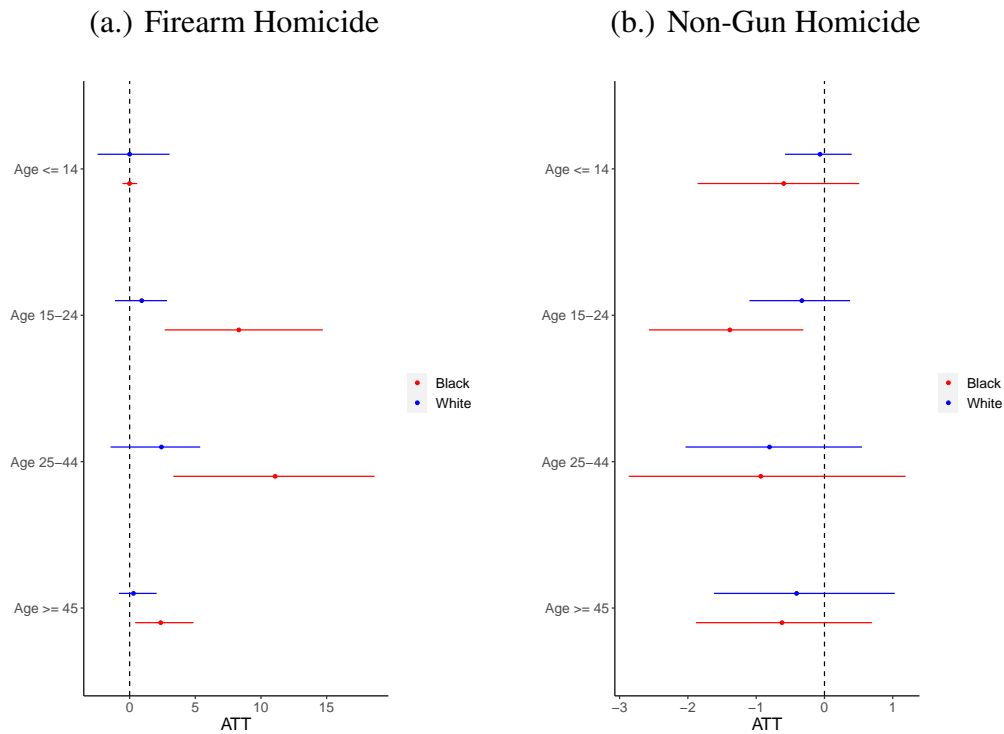 (a.) Firearm Homicide
Age <= 14
Age 15−24
Age 25−44
Age >= 45
0 5 10 15
ATT
Black
White
(b.) Non-Gun Homicide
Age <= 14
Age 15−24
Age 25−44
Age >= 45
−3 −2 −1 0 1
ATT
Black
White